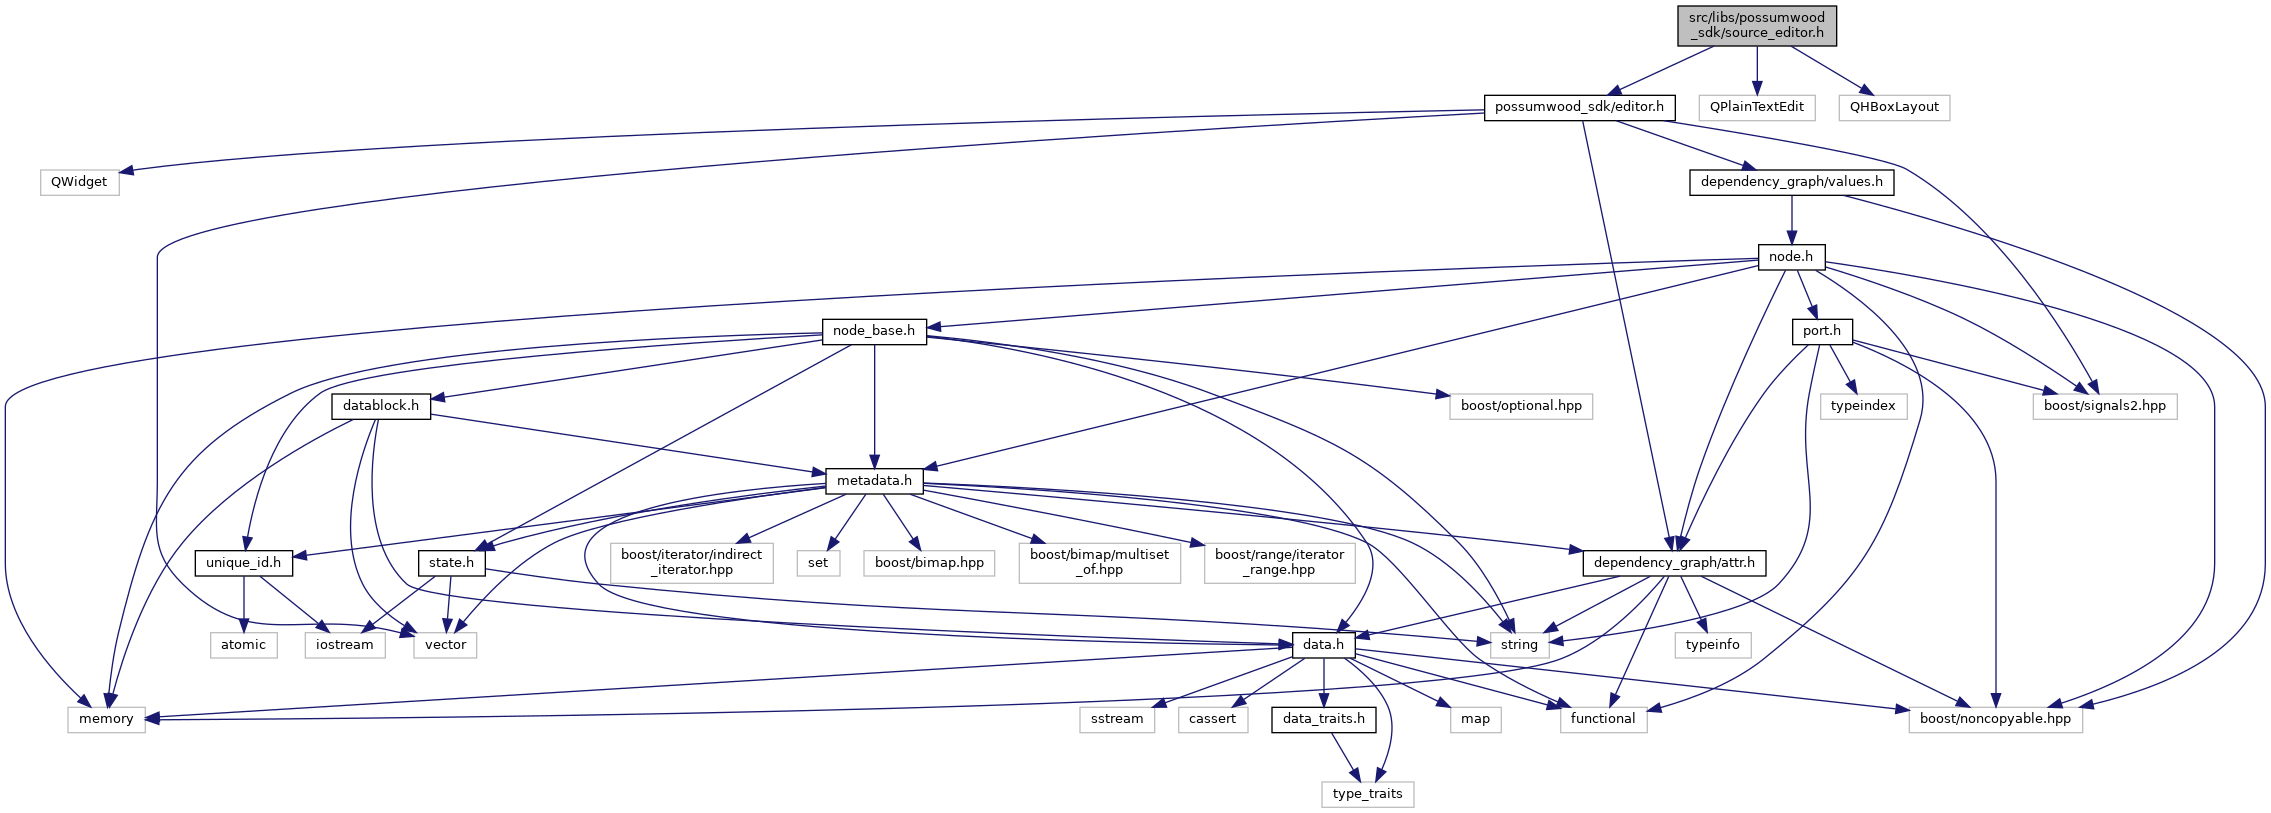 src/libs/possumwood
_sdk/source_editor.h
possumwood_sdk/editor.h
QPlainTextEdit
QHBoxLayout
QWidget
dependency_graph/values.h
node.h
node_base.h
port.h
datablock.h
boost/optional.hpp
typeindex
boost/signals2.hpp
metadata.h
unique_id.h
state.h
boost/iterator/indirect
_iterator.hpp
set
boost/bimap.hpp
boost/bimap/multiset
_of.hpp
boost/range/iterator
_range.hpp
dependency_graph/attr.h
atomic
iostream
vector
data.h
string
typeinfo
memory
sstream
cassert
data_traits.h
map
functional
boost/noncopyable.hpp
type_traits